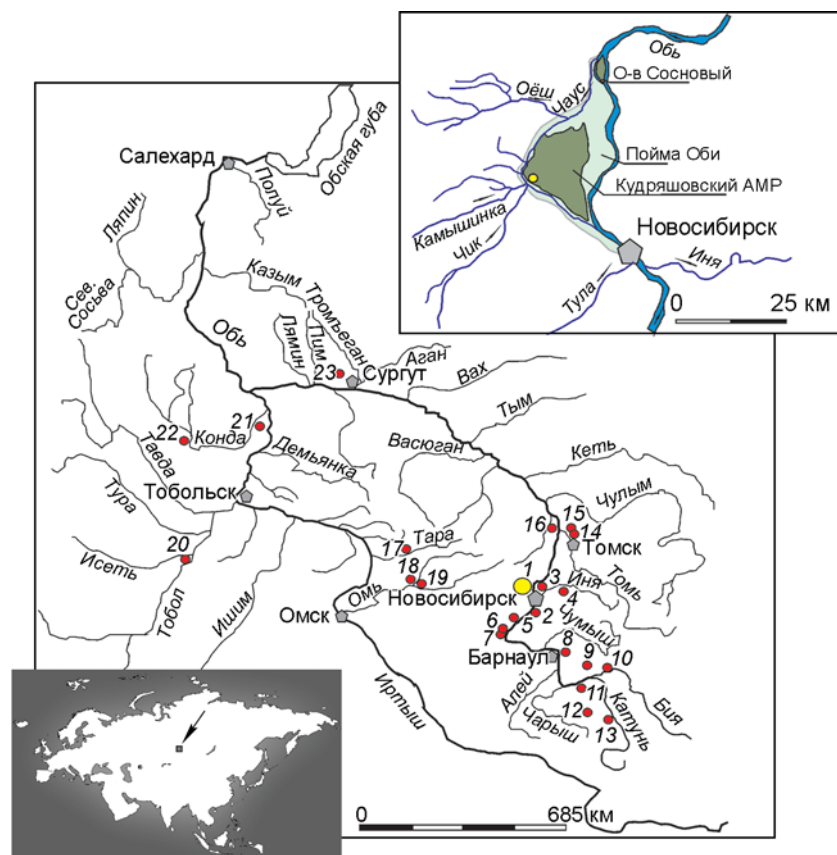 Обь
О-в Сосновый
Оёш
Чаус
Пойма Оби
Кудряшовский АМР
Камышинка
Чик
Новосибирск
Иня
Тула
0 25 км
Салехард
Обская губа
Полуй
Ляпин
Сев.
Сосьва
Казым
Тромъеган
Обь
Лямин
Пим
Аган
23
Сургут
Вах
Тым
22
21
Конда
Васюган
Кеть
Тавда
Демьянка
Тура
Тобольск
Чулым
15
16
14
Тара
17
Томск
20
Исеть
18
19
1
3
Иня
Томь
4
Омь
Новосибирск
2
Тобол
Ишим
Омск
6
5
Чумыш
7
8
9
10
Барнаул
Алей
11
Бия
Иртыш
12
13
Катунь
Чарыш
0 685 км